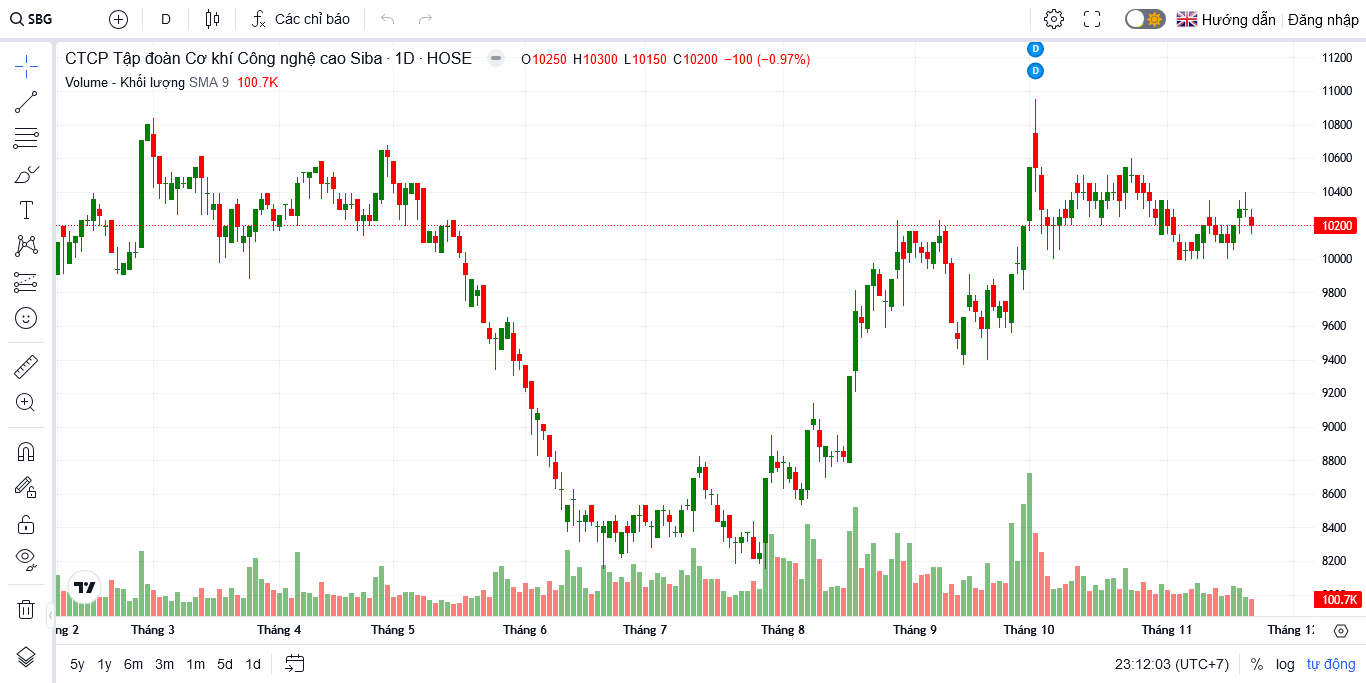 SBG D Các chỉ báo Hướng dẫn Đăng nhập
CTCP Tập đoàn Cơ khí Công nghệ cao Siba · 1D · HOSE O10250 H10300 L10150 C10200 −100 (−0.97%)
Volume - Khối lượng SMA 9 100.7K
D
D
11200
11000
10800
10600
10400
10200
10000
9800
9600
9400
9200
9000
8800
8600
8400
8200
100.7K
ng 2 Tháng 3 Tháng 4 Tháng 5 Tháng 6 Tháng 7 Tháng 8 Tháng 9 Tháng 10 Tháng 11 Tháng 1
5y 1y 6m 3m 1m 5d 1d 23:12:03 (UTC+7) % log tự động